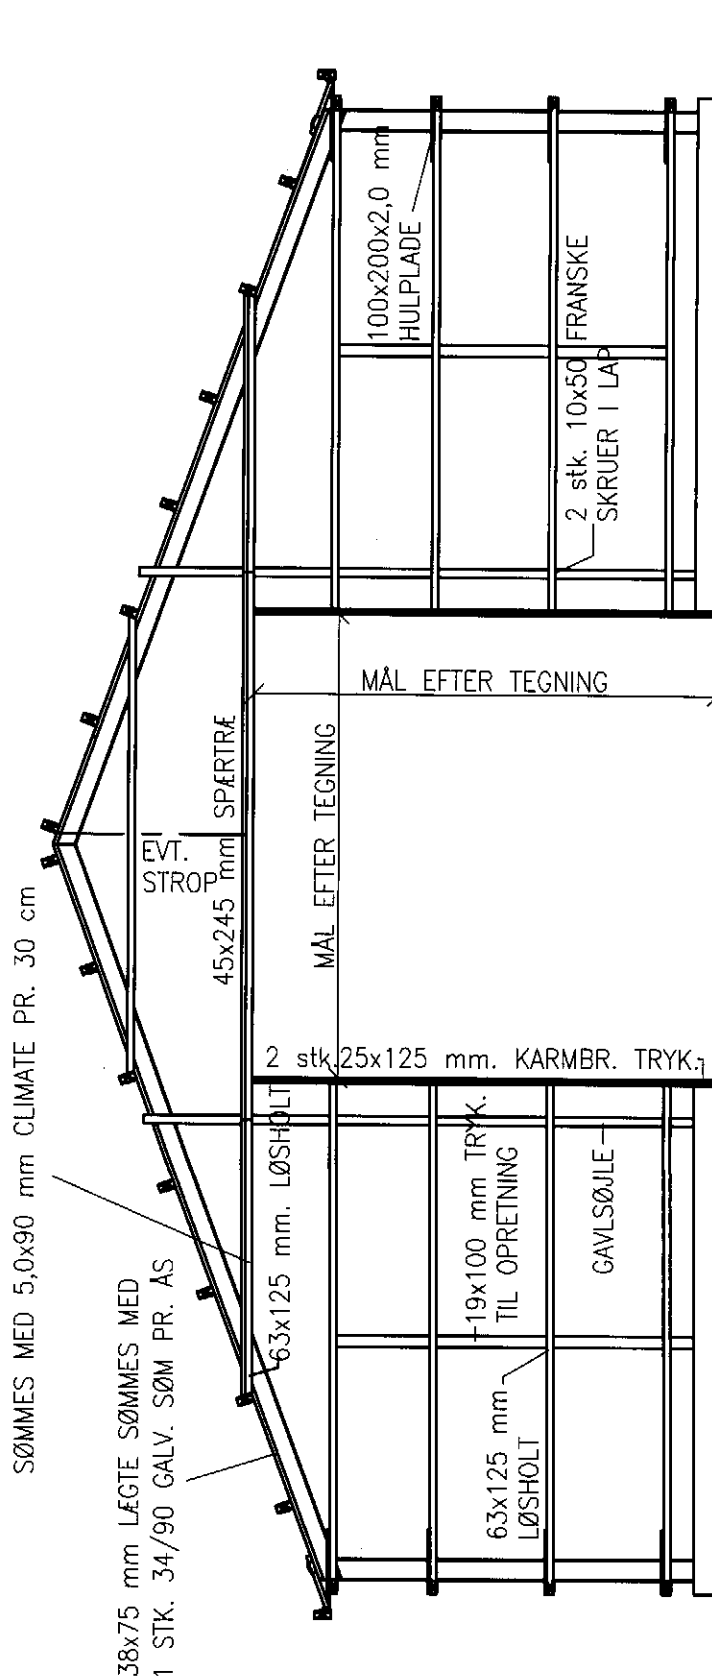 SØMMES MED 5,0x90 mm CLIMATE PR. 30 cm
38x75 mm LÆGTE SØMMES MED
1 STK. 34/90 GALV. SØM PR. ÅS
EVT.
STROP
45x245 mm SPÆRTRÆ
63x125 mm. LØSHOLT
MÅL EFTER TEGNING
MÅL EFTER TEGNING
100x200x2,0 mm
HULPLADE
2 stk. 10x50 FRANSKE
SKRUER I LAP
2 stk.25x125 mm. KARMBR. TRYK.
19x100 mm TRYK.
TIL OPRETNING
63x125 mm
LØSHOLT
GAVLSØJLE